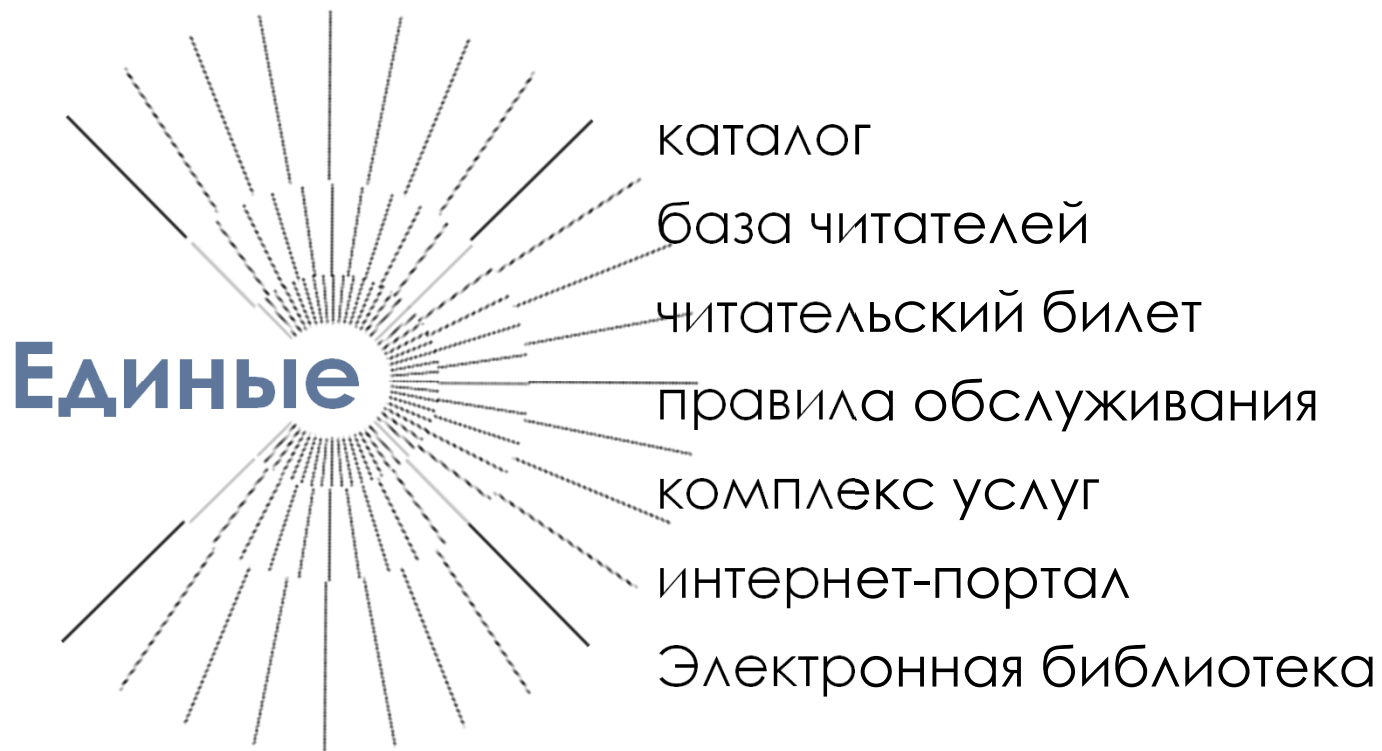 Единые
каталог
база читателей
читательский билет
правила обслуживания
комплекс услуг
интернет-портал
Электронная библиотека